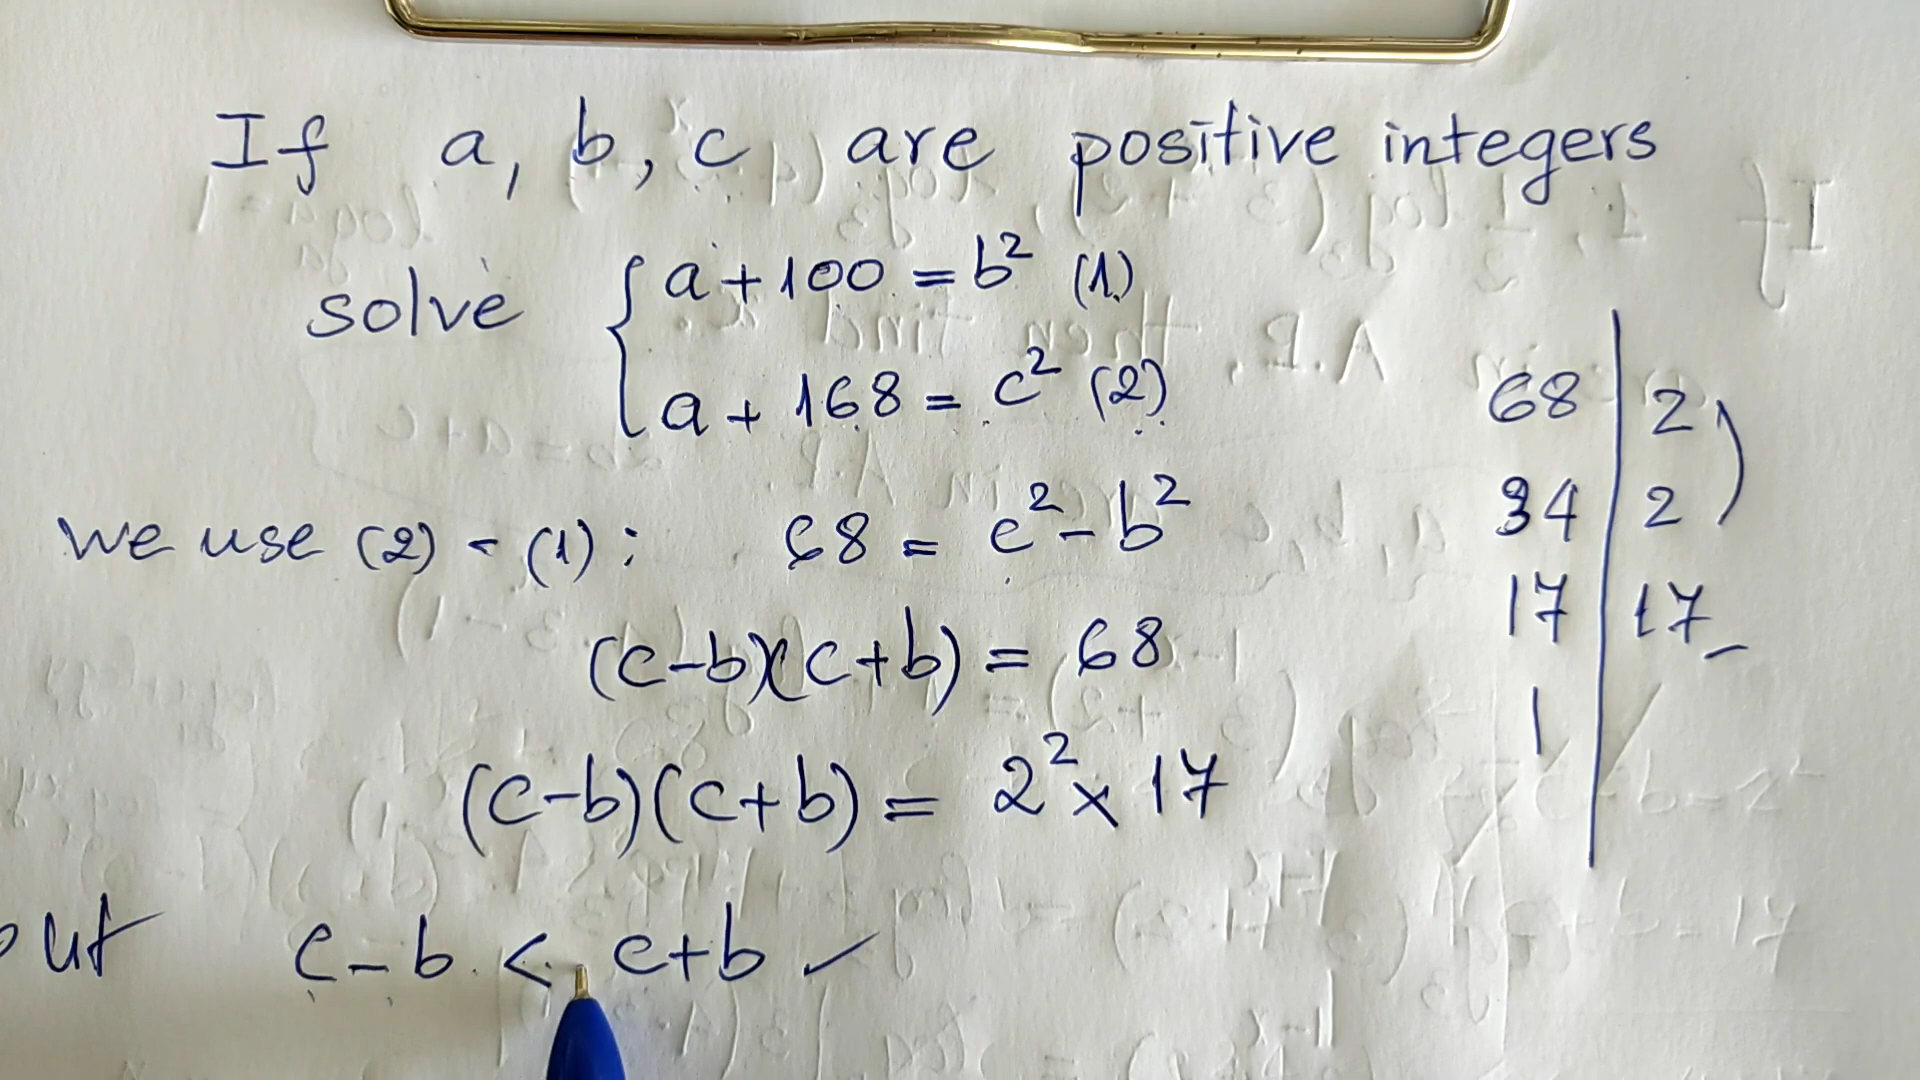 If a, b, c are positive integers
solve { a + 100 = b² (1)
a + 168 = c² (2)
we use (2) - (1) : 68 = c² - b²
(c-b)(c+b) = 68
(c-b)(c+b) = 2² x 17
but c - b < c + b ✓
68 | 2
34 | 2
17 | 17
1 |